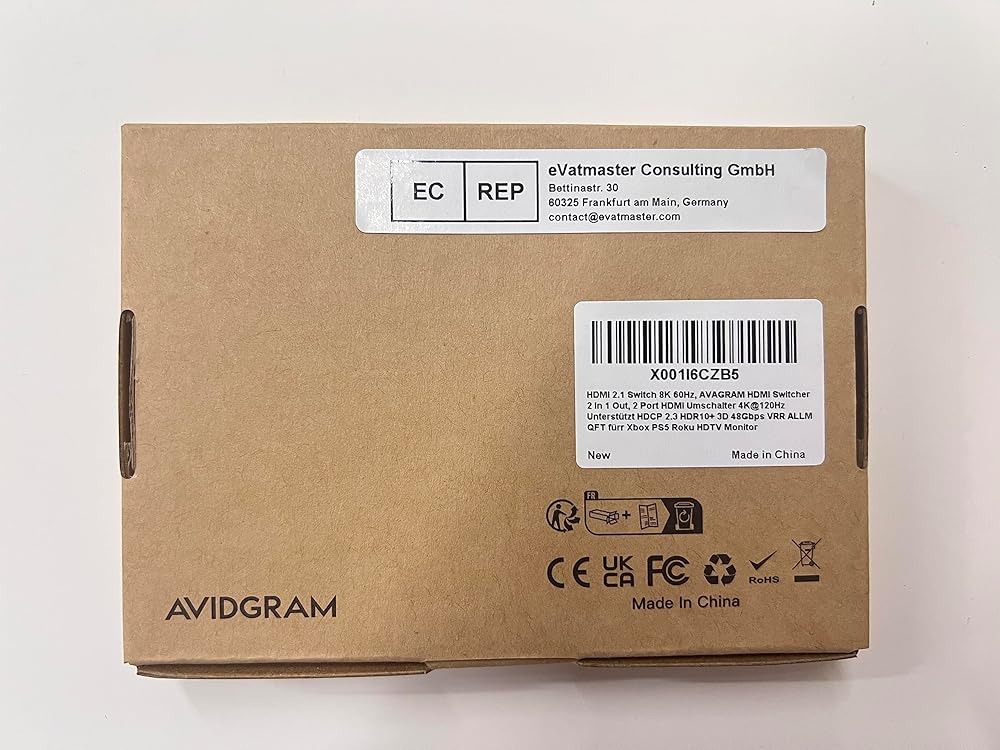 EC REP
eVatmaster Consulting GmbH
Bettinastr. 30
60325 Frankfurt am Main, Germany
contact@evatmaster.com
X001I6CZB5
HDMI 2.1 Switch 8K 60Hz, AVAGRAM HDMI Switcher
2 In 1 Out, 2 Port HDMI Umschalter 4K@120Hz
Unterstützt HDCP 2.3 HDR10+ 3D 48Gbps VRR ALLM
QFT fürr Xbox PS5 Roku HDTV Monitor
New Made in China
FR
+
CE UK CA FC RoHS
Made In China
AVIDGRAM